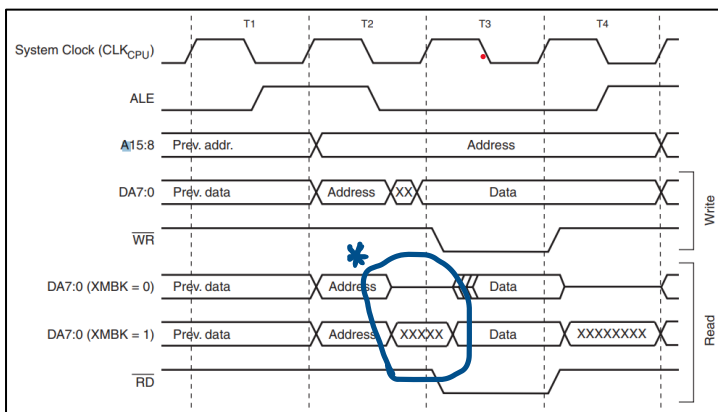 T1 T2 T3 T4
System Clock (CLKCPU)
ALE
A15:8 Prev. addr. Address
DA7:0 Prev. data Address XX Data
WR
Write
*
DA7:0 (XMBK = 0) Prev. data Address Data
DA7:0 (XMBK = 1) Prev. data Address XXXXX Data XXXXXXXX
RD
Read